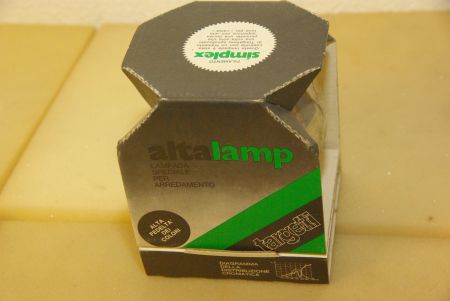 simplex
FILAMENTO
altalamp
LAMPADA
SPECIALE
PER
ARREDAMENTO
ALTA
FEDELTA'
DEI
COLORI
targetti
DIAGRAMMA
DELLA
DISTRIBUZIONE
CROMATICA